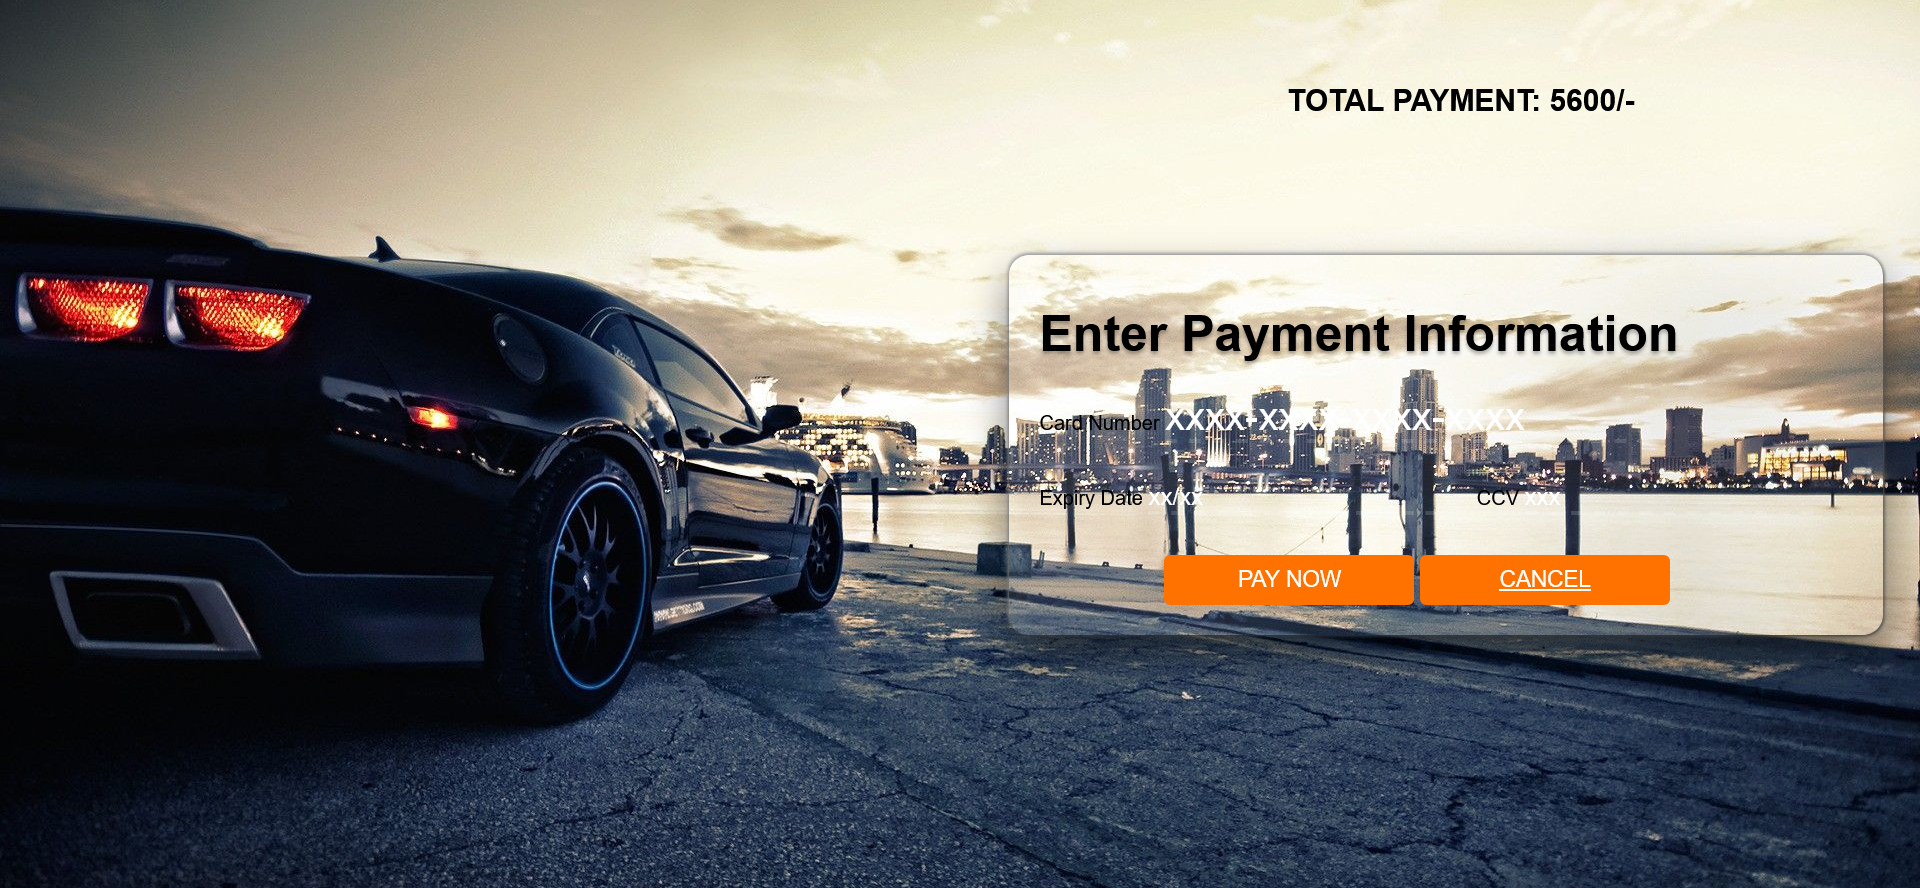 TOTAL PAYMENT: 5600/-
Enter Payment Information
Card Number XXXX-XXXX-XXXX-XXXX
Expiry Date xx/xx CCV xxx
PAY NOW CANCEL